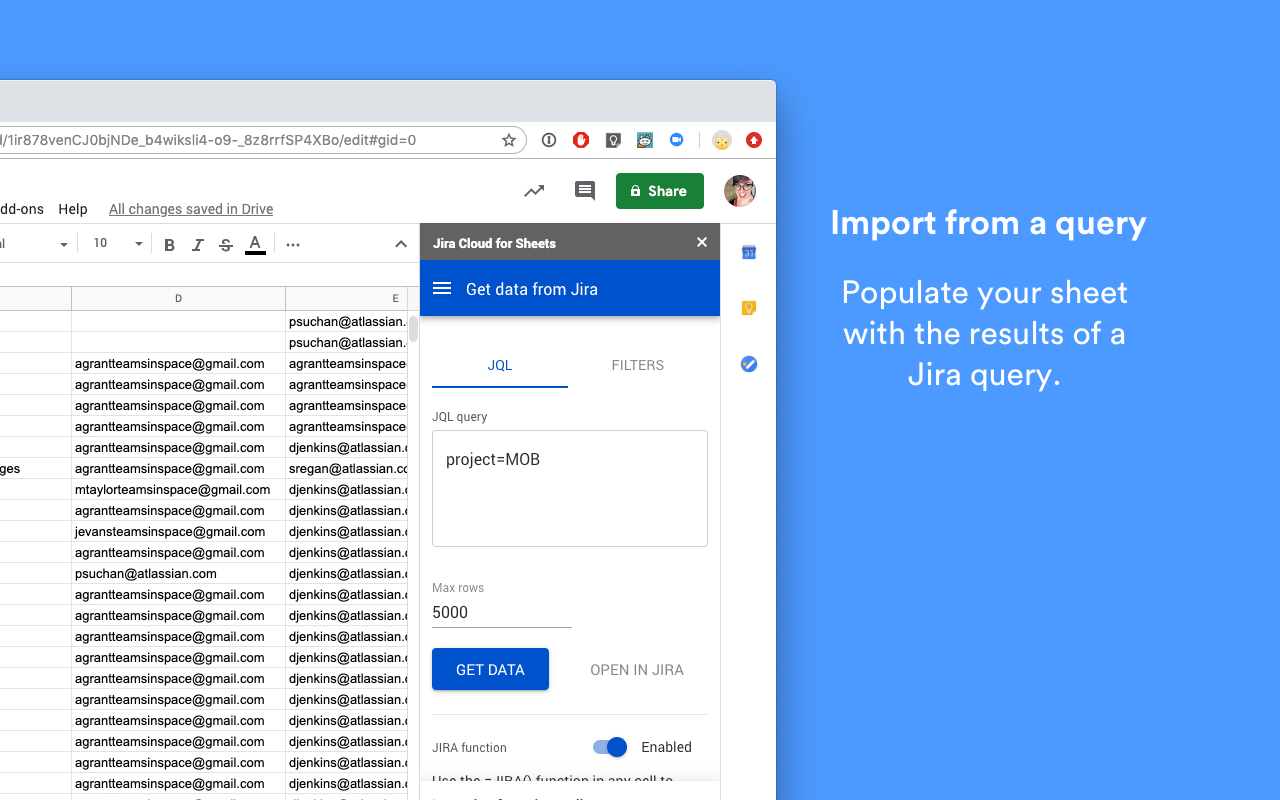 d/1ir878venCJ0bjNDe_b4wiksli4-o9-_8z8rrfSP4XBo/edit#gid=0
Share
dd-ons Help All changes saved in Drive
10 B I S A
Jira Cloud for Sheets
Get data from Jira
31
D E
psuchan@atlassian.
psuchan@atlassian.
agrantteamsinspace@gmail.com agrantteamsinspace
agrantteamsinspace@gmail.com agrantteamsinspace
agrantteamsinspace@gmail.com agrantteamsinspace
agrantteamsinspace@gmail.com agrantteamsinspace
agrantteamsinspace@gmail.com djenkins@atlassian.
ges agrantteamsinspace@gmail.com sregan@atlassian.co
mtaylorteamsinspace@gmail.com djenkins@atlassian.
agrantteamsinspace@gmail.com djenkins@atlassian.
jevansteamsinspace@gmail.com djenkins@atlassian.
agrantteamsinspace@gmail.com djenkins@atlassian.
psuchan@atlassian.com djenkins@atlassian.
agrantteamsinspace@gmail.com djenkins@atlassian.
agrantteamsinspace@gmail.com djenkins@atlassian.
agrantteamsinspace@gmail.com djenkins@atlassian.
agrantteamsinspace@gmail.com djenkins@atlassian.
agrantteamsinspace@gmail.com djenkins@atlassian.
agrantteamsinspace@gmail.com djenkins@atlassian.
agrantteamsinspace@gmail.com djenkins@atlassian.
agrantteamsinspace@gmail.com djenkins@atlassian.
agrantteamsinspace@gmail.com djenkins@atlassian.
agrantteamsinspace@gmail.com djenkins@atlassian.
JQL FILTERS
JQL query
project=MOB
Max rows
5000
GET DATA OPEN IN JIRA
JIRA function Enabled
Use the =JIRA() function in any cell to
Import from a query
Populate your sheet
with the results of a
Jira query.